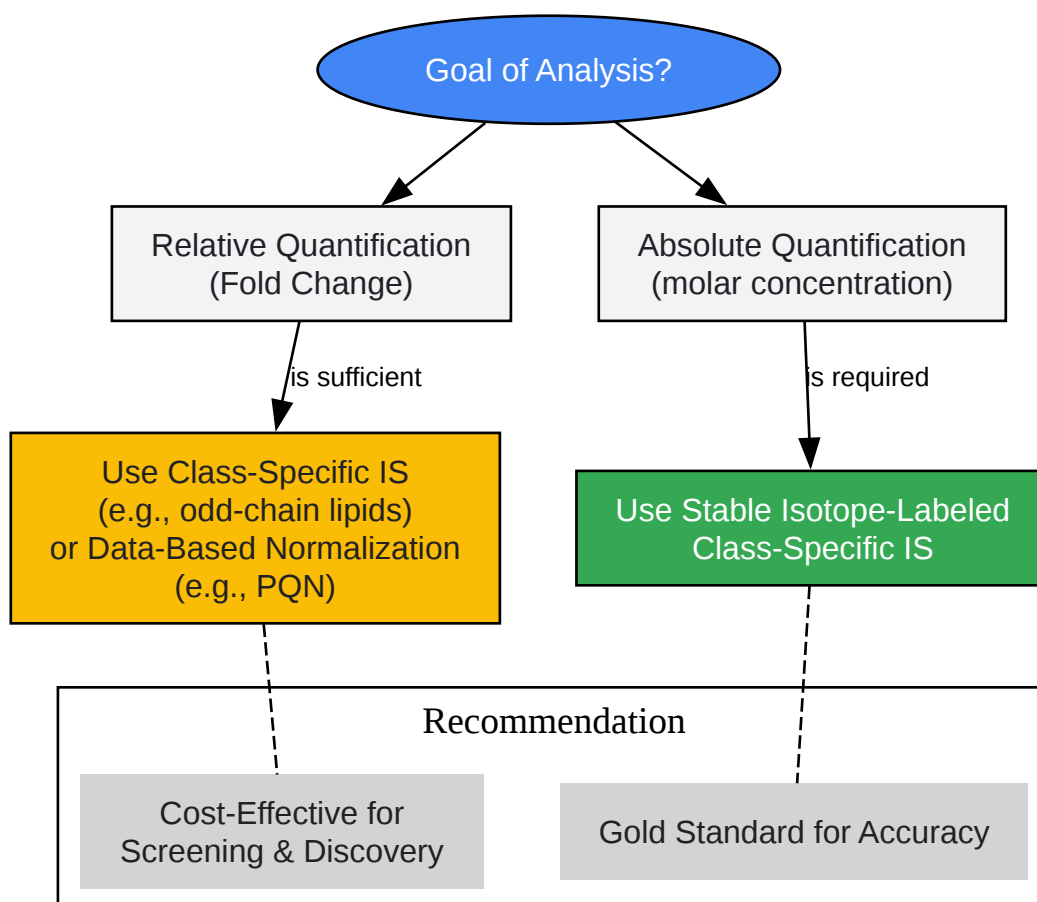 Goal of Analysis?
Relative Quantification
(Fold Change)
Absolute Quantification
(molar concentration)
is sufficient
is required
Use Class-Specific IS
(e.g., odd-chain lipids)
or Data-Based Normalization
(e.g., PQN)
Use Stable Isotope-Labeled
Class-Specific IS
Recommendation
Cost-Effective for
Screening & Discovery
Gold Standard for Accuracy